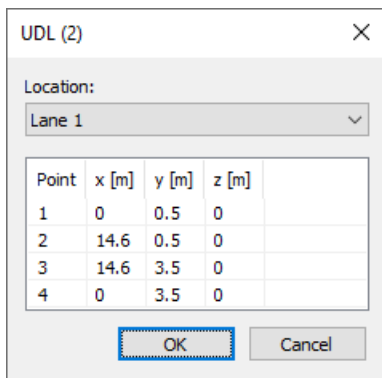 UDL (2)
Location:
Lane 1
Point x [m] y [m] z [m]
1 0 0.5 0
2 14.6 0.5 0
3 14.6 3.5 0
4 0 3.5 0
OK Cancel